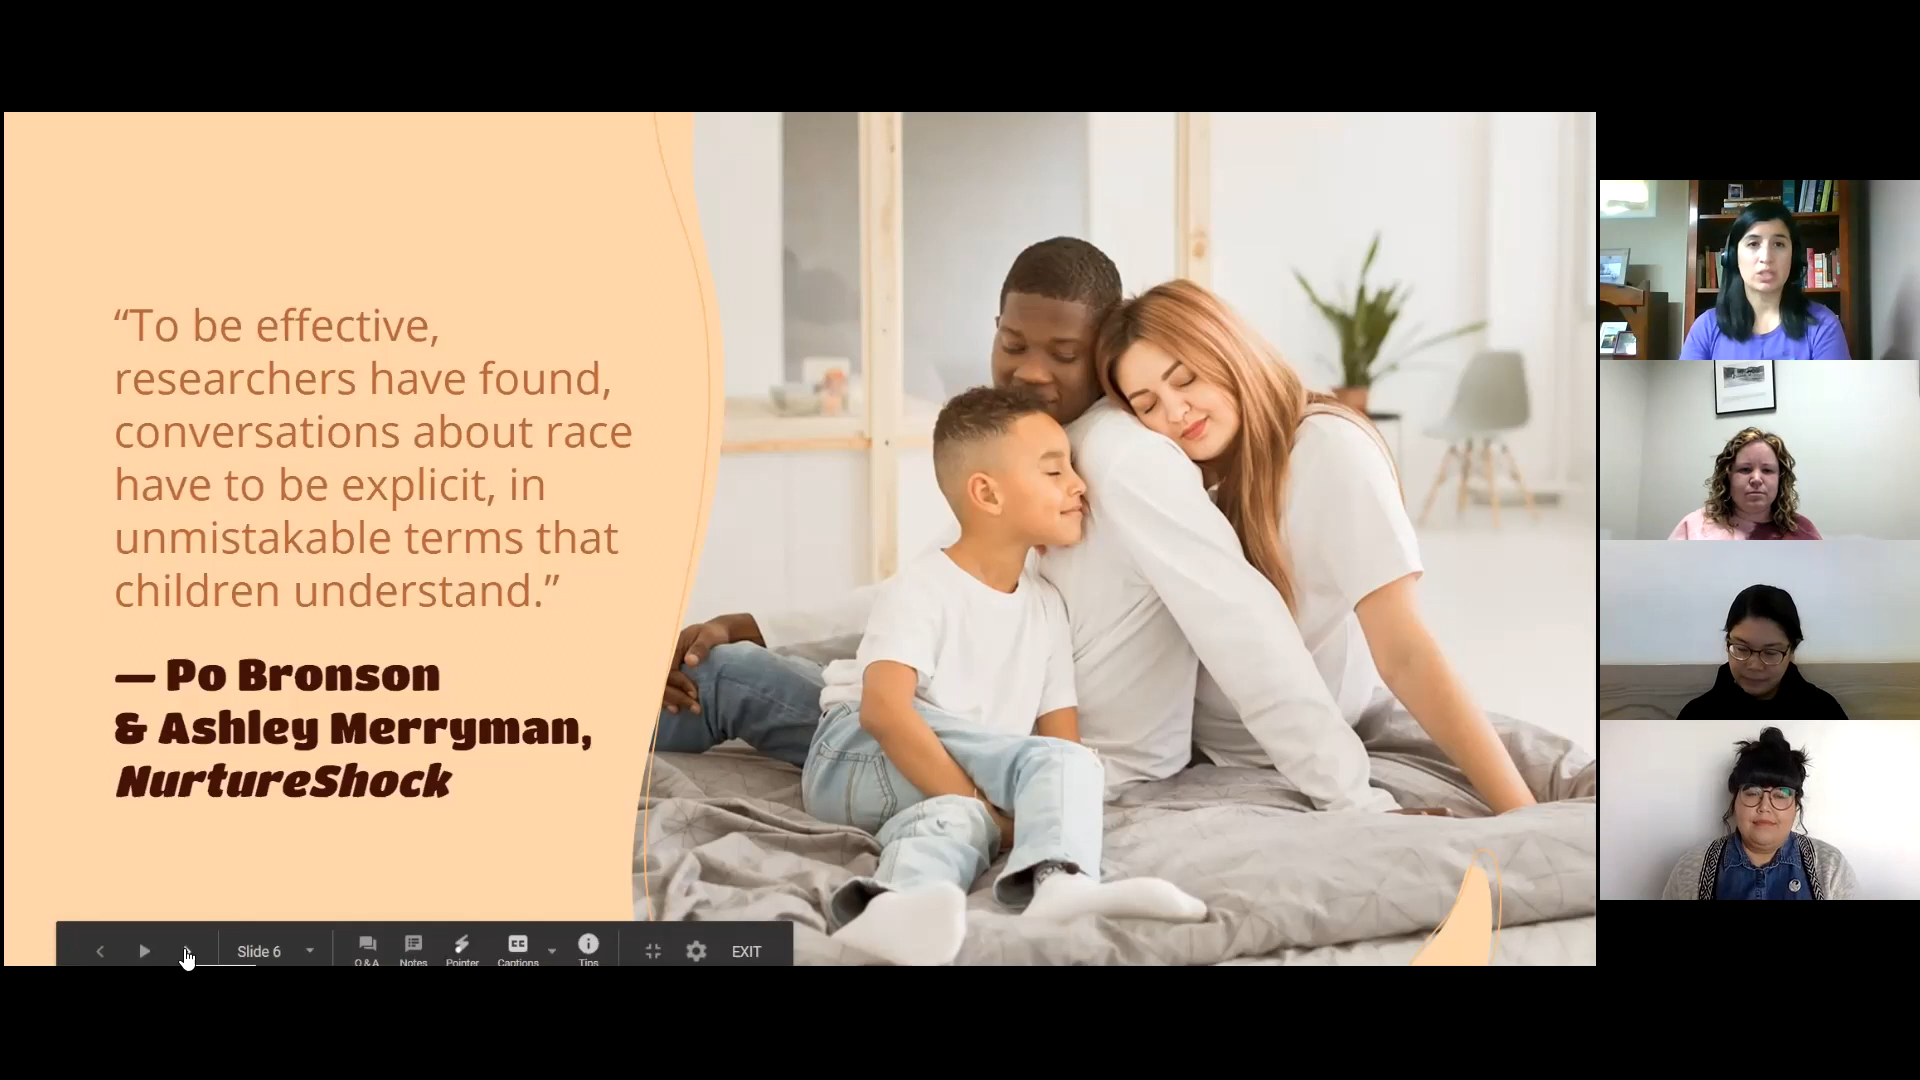 “To be effective,
researchers have found,
conversations about race
have to be explicit, in
unmistakable terms that
children understand.”
— Po Bronson
& Ashley Merryman,
NurtureShock
Slide 6
Q & A
Notes
Pointer
CC
Captions
Tips
EXIT